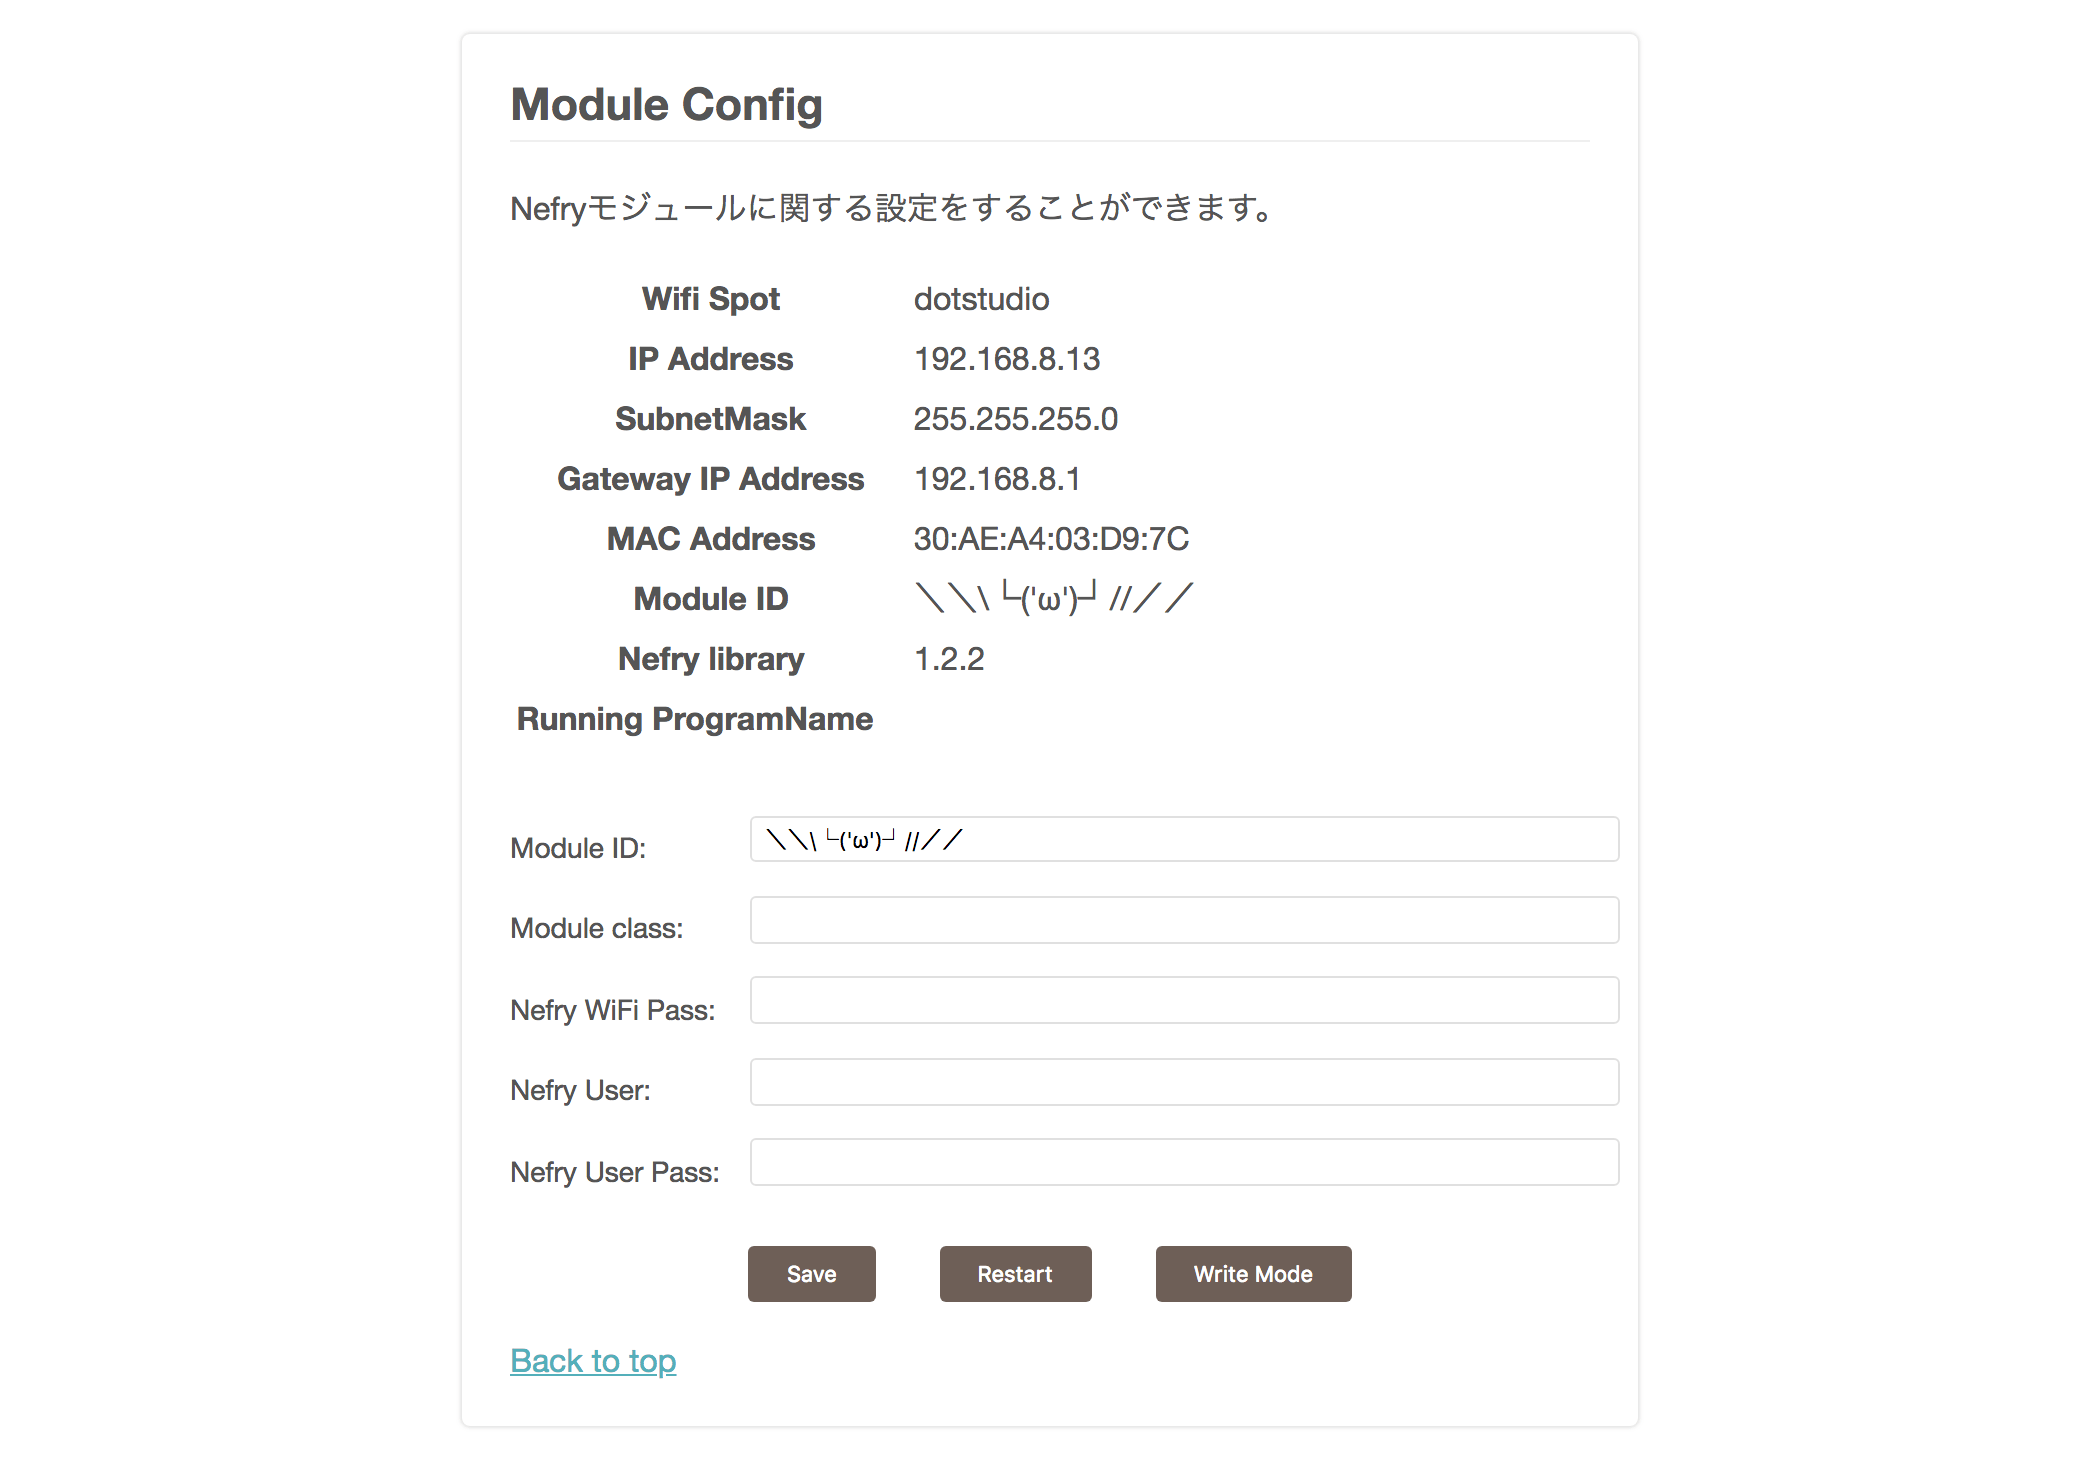 Module Config
Nefryモジュールに関する設定をすることができます。
Wifi Spot dotstudio
IP Address 192.168.8.13
SubnetMask 255.255.255.0
Gateway IP Address 192.168.8.1
MAC Address 30:AE:A4:03:D9:7C
Module ID ＼＼\└('ω')┘//／／
Nefry library 1.2.2
Running ProgramName
Module ID: ＼＼\└('ω')┘//／／
Module class:
Nefry WiFi Pass:
Nefry User:
Nefry User Pass:
Save Restart Write Mode
Back to top